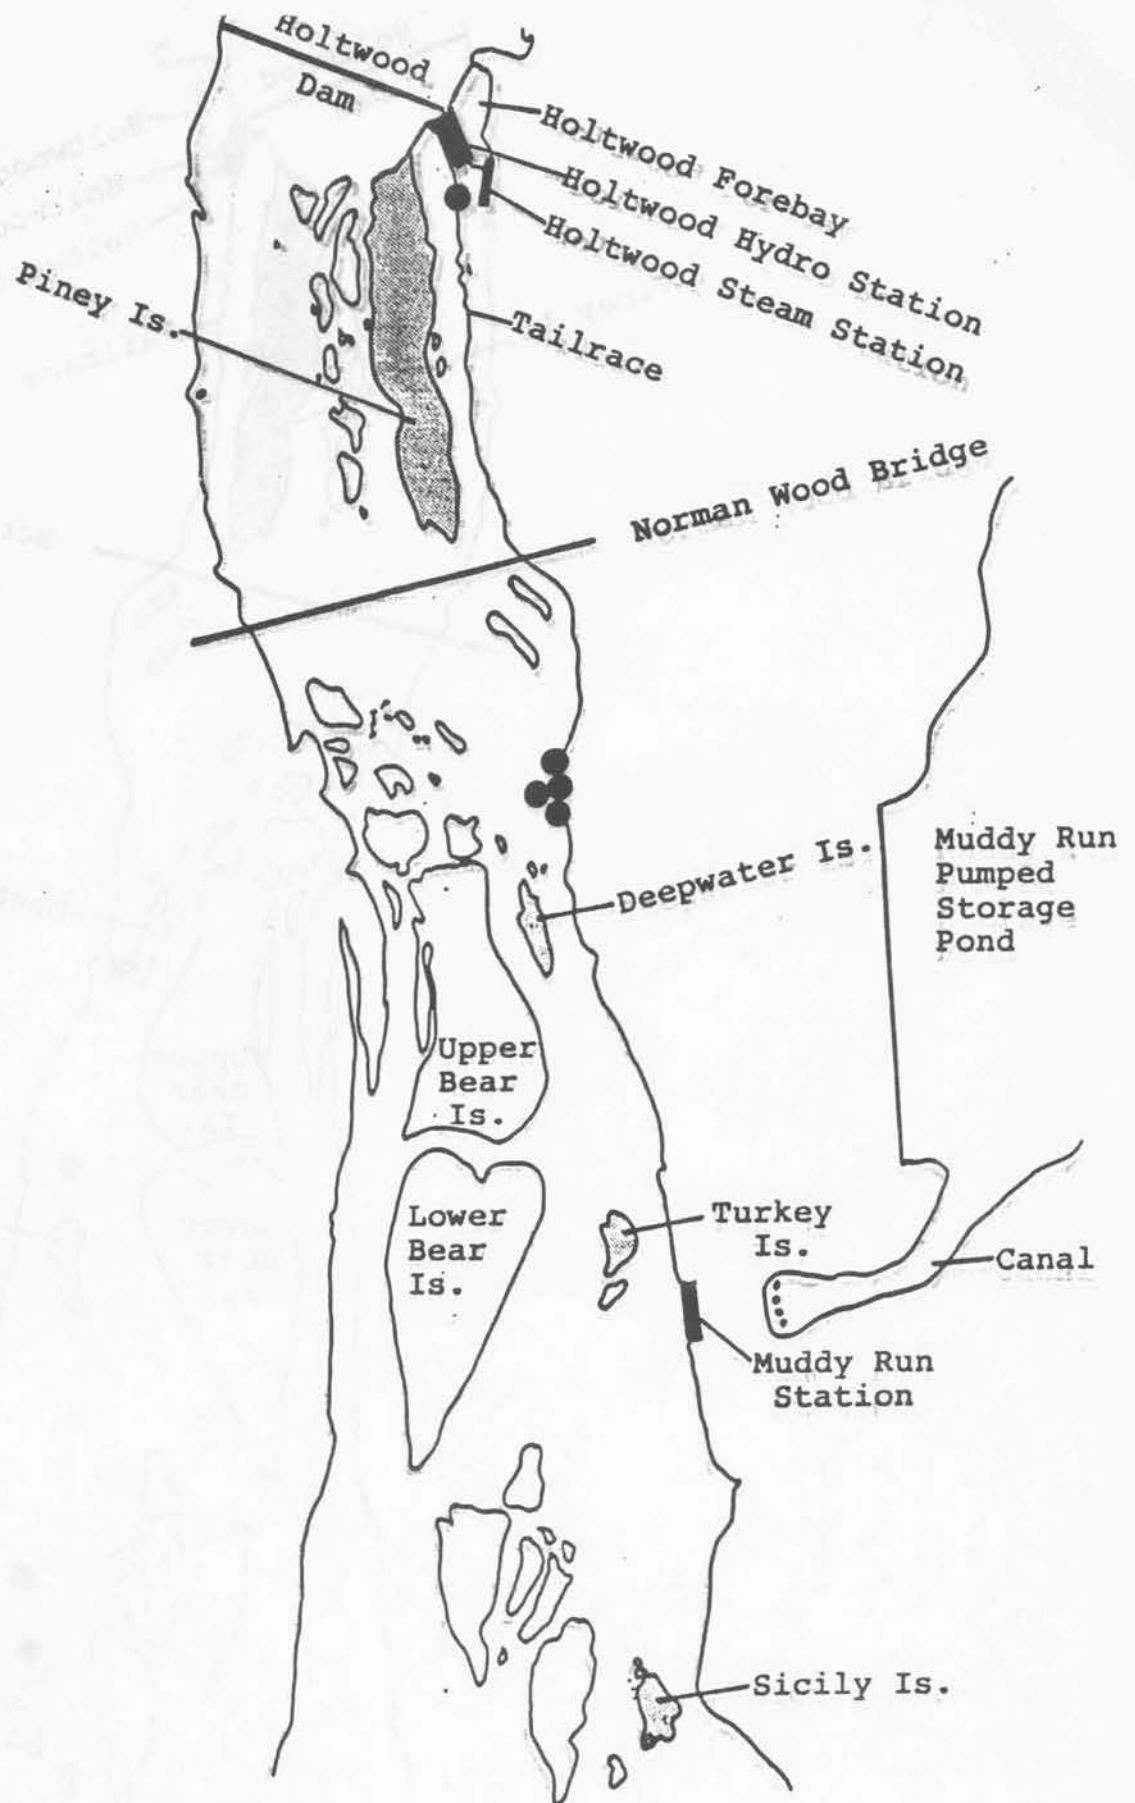 Holtwood
Dam
Holtwood Forebay
Holtwood Hydro Station
Holtwood Steam Station
Piney Is.
Tailrace
Norman Wood Bridge
Muddy Run
Pumped
Storage
Pond
Deepwater Is.
Upper
Bear
Is.
Lower
Bear
Is.
Turkey
Is.
Canal
Muddy Run
Station
Sicily Is.